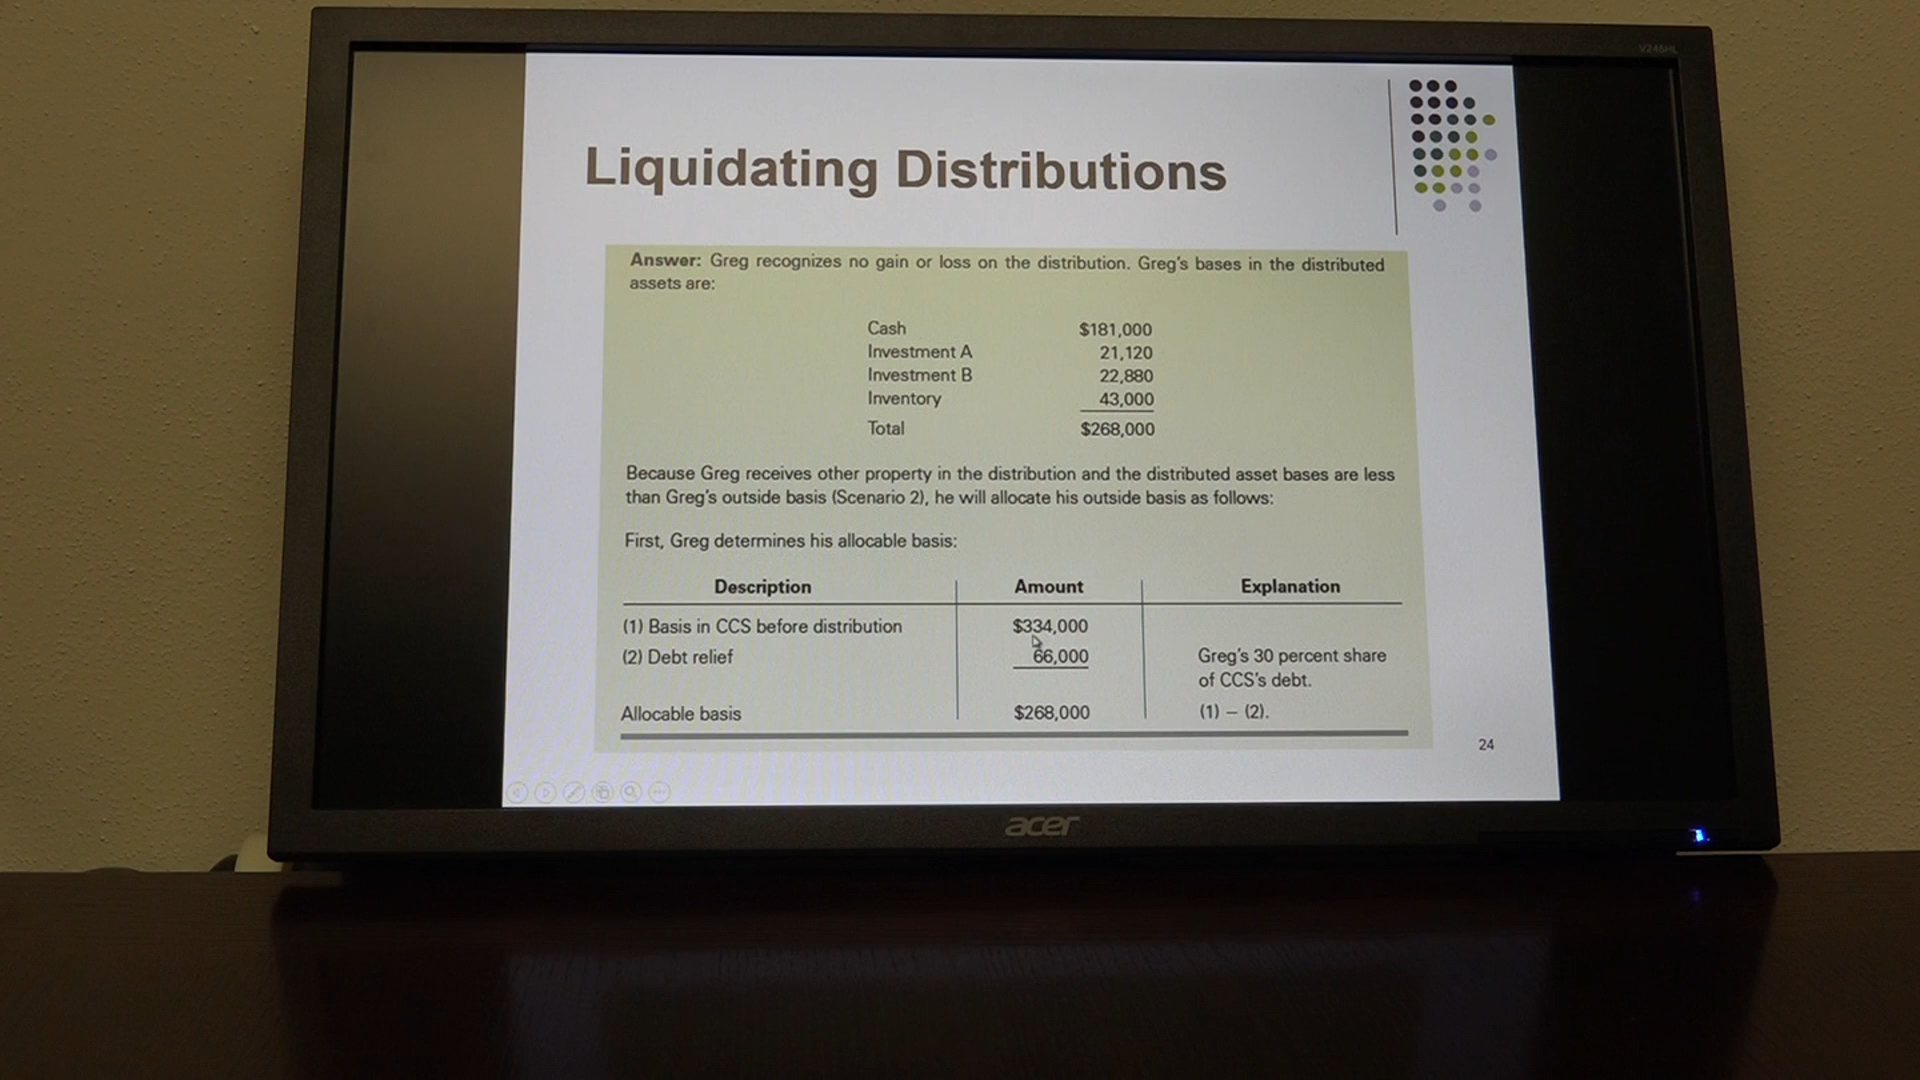 V246HL
Liquidating Distributions
Answer: Greg recognizes no gain or loss on the distribution. Greg's bases in the distributed
assets are:
Cash $181,000
Investment A 21,120
Investment B 22,880
Inventory 43,000
Total $268,000
Because Greg receives other property in the distribution and the distributed asset bases are less
than Greg's outside basis (Scenario 2), he will allocate his outside basis as follows:
First, Greg determines his allocable basis:
Description Amount Explanation
(1) Basis in CCS before distribution $334,000
(2) Debt relief 66,000 Greg's 30 percent share
of CCS's debt.
Allocable basis $268,000 (1) – (2).
24
acer